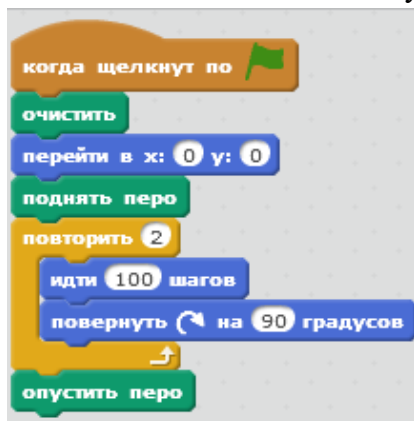 когда щелкнут по
очистить
перейти в x: 0 y: 0
поднять перо
повторить 2
идти 100 шагов
повернуть на 90 градусов
опустить перо